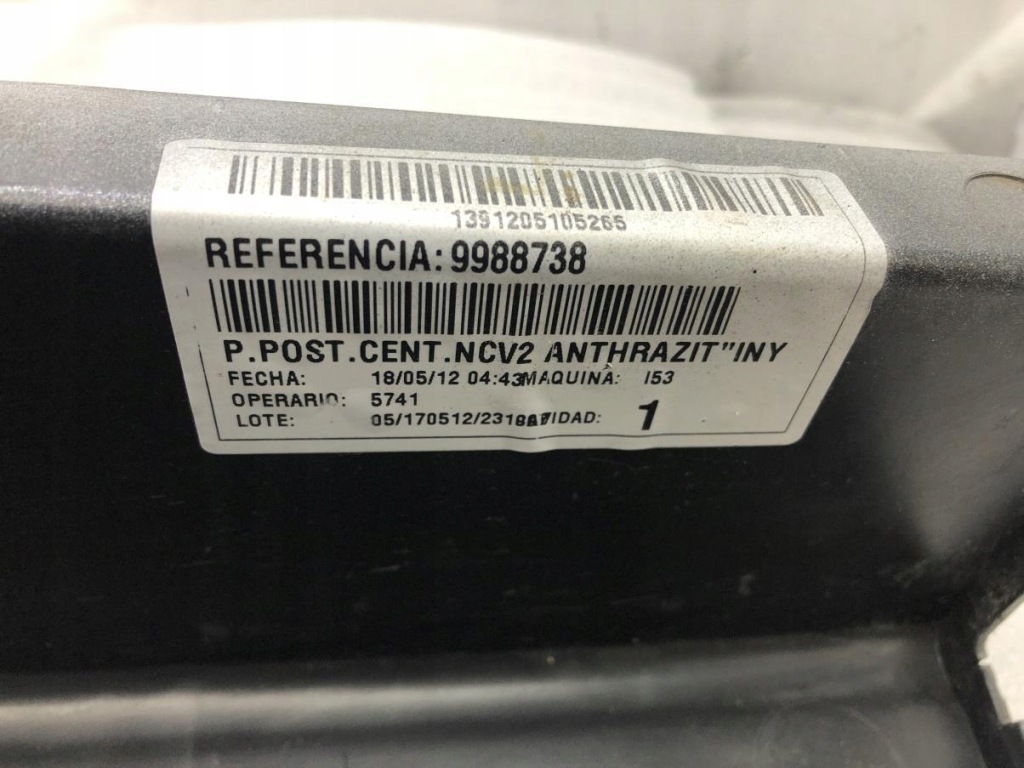 1391205105265
REFERENCIA:9988738
P.POST.CENT.NCV2 ANTHRAZIT"INY
FECHA: 18/05/12 04:43 MAQUINA: I53
OPERARIO: 5741
LOTE: 1